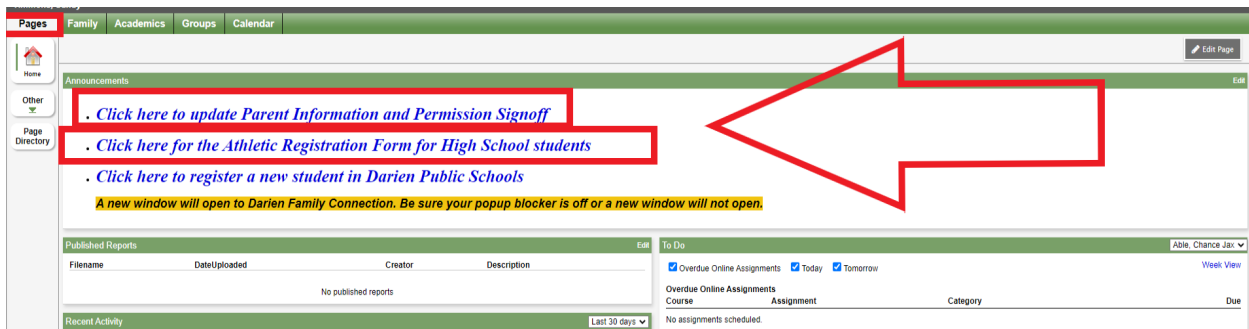 Pages Family Academics Groups Calendar
Edit Page
Home
Announcements Edit
Other
Page
Directory
Click here to update Parent Information and Permission Signoff
Click here for the Athletic Registration Form for High School students
Click here to register a new student in Darien Public Schools
A new window will open to Darien Family Connection. Be sure your popup blocker is off or a new window will not open.
Published Reports Edit
Filename DateUploaded Creator Description
No published reports
Recent Activity Last 30 days
To Do Able, Chance Jax
Overdue Online Assignments Today Tomorrow Week View
Overdue Online Assignments
Course Assignment Category Due
No assignments scheduled.